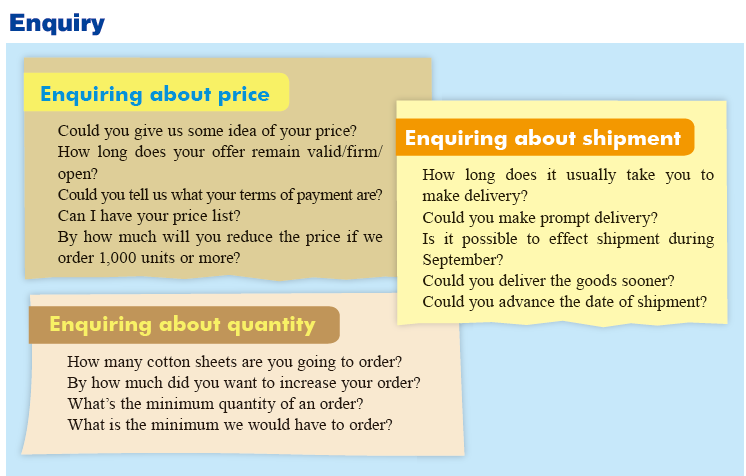 Enquiry
Enquiring about price
Could you give us some idea of your price?
How long does your offer remain valid/firm/
open?
Could you tell us what your terms of payment are?
Can I have your price list?
By how much will you reduce the price if we
order 1,000 units or more?
Enquiring about shipment
How long does it usually take you to
make delivery?
Could you make prompt delivery?
Is it possible to effect shipment during
September?
Could you deliver the goods sooner?
Could you advance the date of shipment?
Enquiring about quantity
How many cotton sheets are you going to order?
By how much did you want to increase your order?
What’s the minimum quantity of an order?
What is the minimum we would have to order?